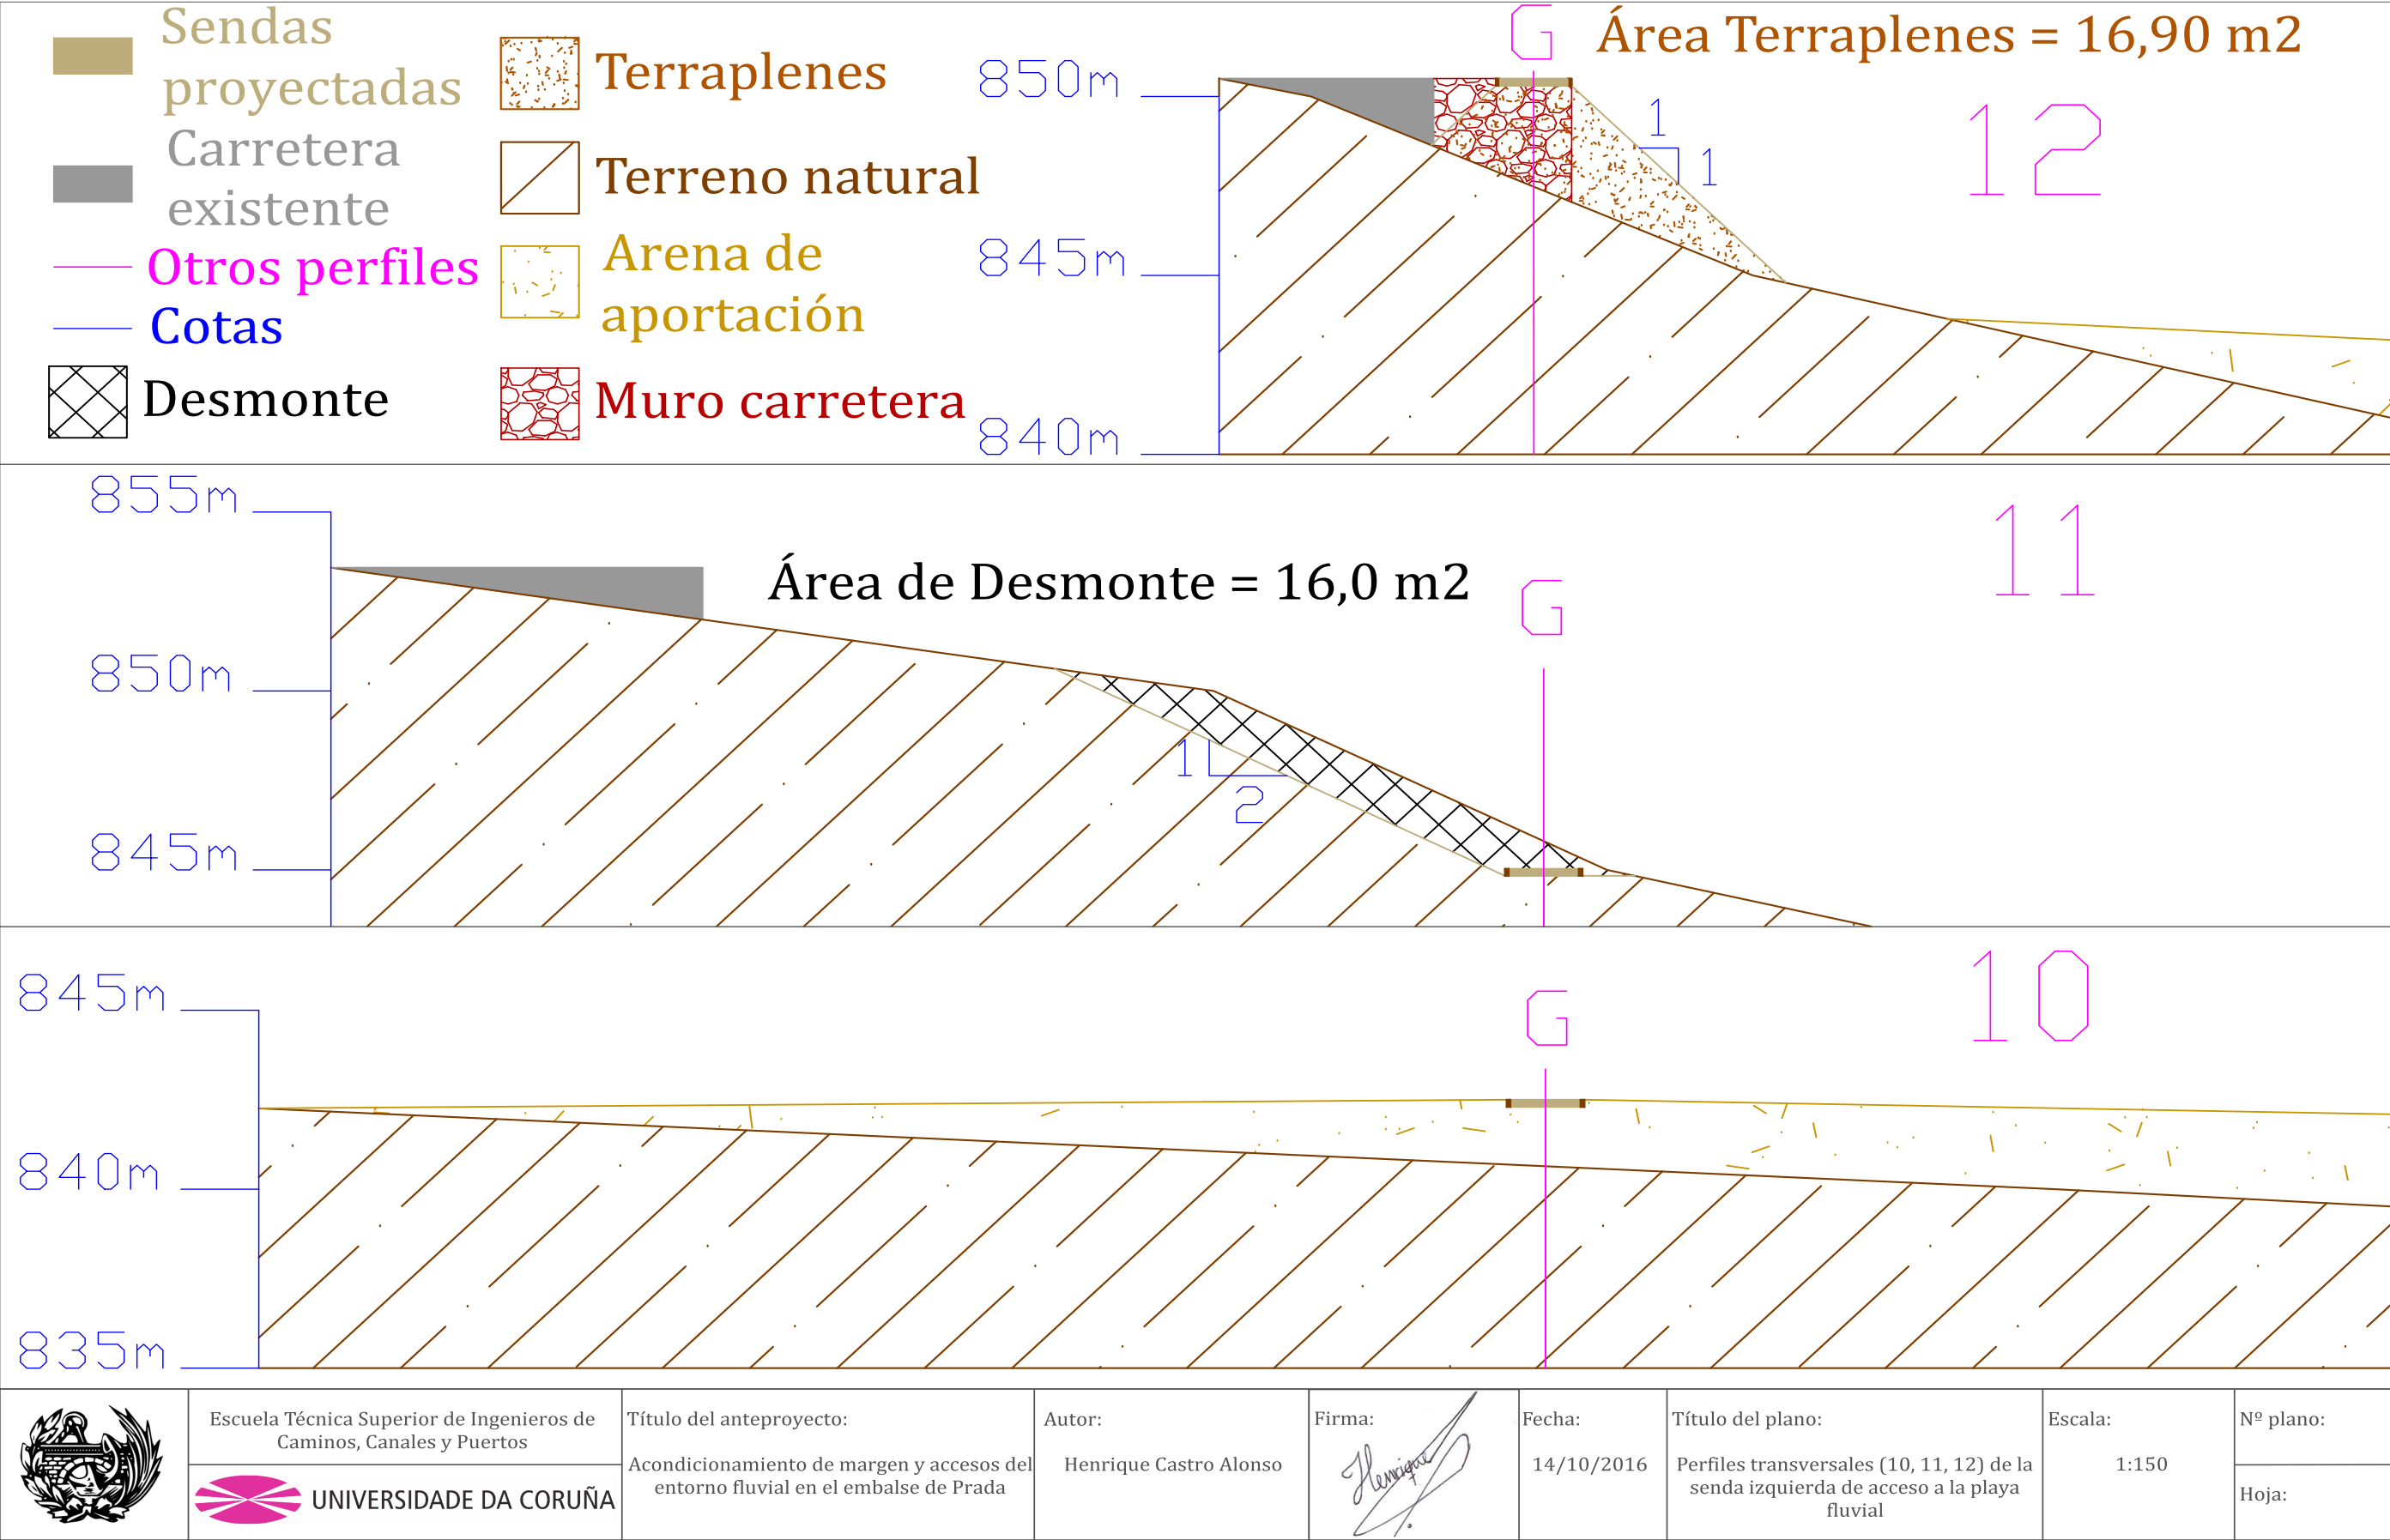 Sendas
proyectadas
Carretera
existente
Otros perfiles
Cotas
Desmonte
Terraplenes
Terreno natural
Arena de
aportación
Muro carretera
G
Área Terraplenes = 16,90 m2
12
850m
845m
840m
1
1
855m
850m
845m
Área de Desmonte = 16,0 m2
G
11
1
2
845m
840m
835m
G
10
Escuela Técnica Superior de Ingenieros de
Caminos, Canales y Puertos
UNIVERSIDADE DA CORUÑA
Título del anteproyecto:
Acondicionamiento de margen y accesos del
entorno fluvial en el embalse de Prada
Autor:
Henrique Castro Alonso
Firma:
Henrique
Fecha:
14/10/2016
Título del plano:
Perfiles transversales (10, 11, 12) de la
senda izquierda de acceso a la playa
fluvial
Escala:
1:150
Nº plano:
Hoja: